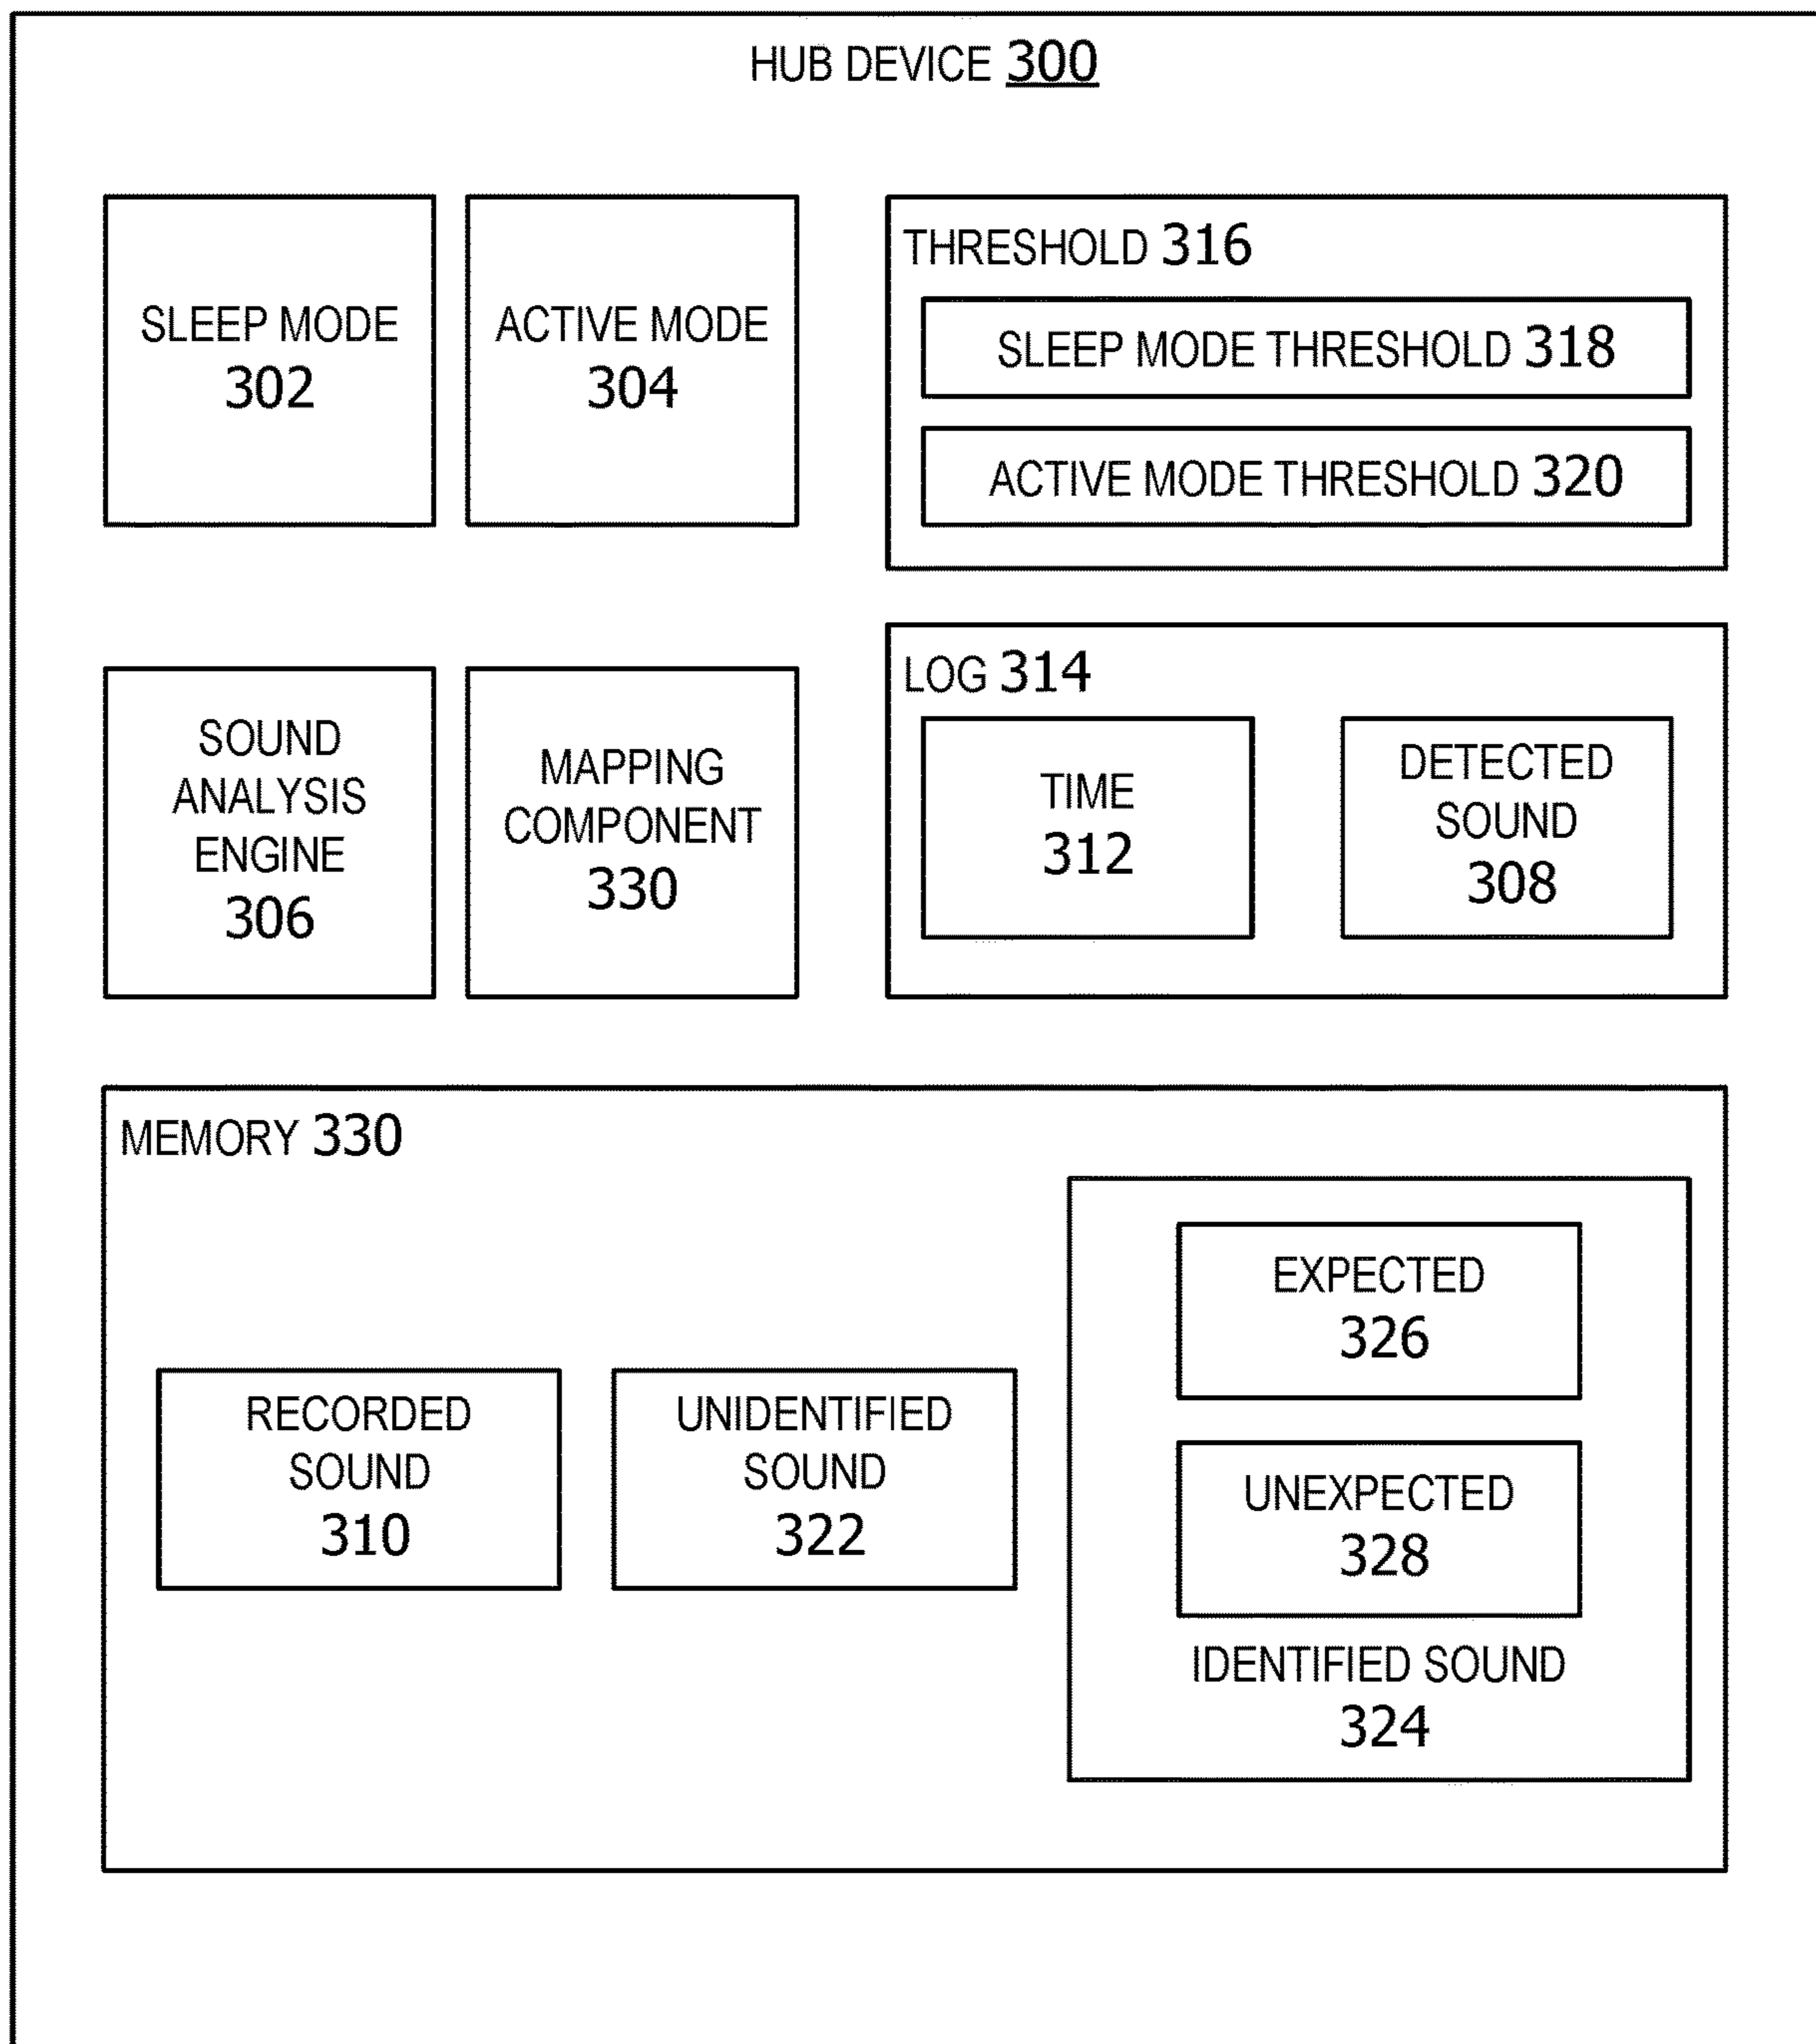 HUB DEVICE 300
SLEEP MODE
302
ACTIVE MODE
304
THRESHOLD 316
SLEEP MODE THRESHOLD 318
ACTIVE MODE THRESHOLD 320
SOUND
ANALYSIS
ENGINE
306
MAPPING
COMPONENT
330
LOG 314
TIME
312
DETECTED
SOUND
308
MEMORY 330
RECORDED
SOUND
310
UNIDENTIFIED
SOUND
322
EXPECTED
326
UNEXPECTED
328
IDENTIFIED SOUND
324